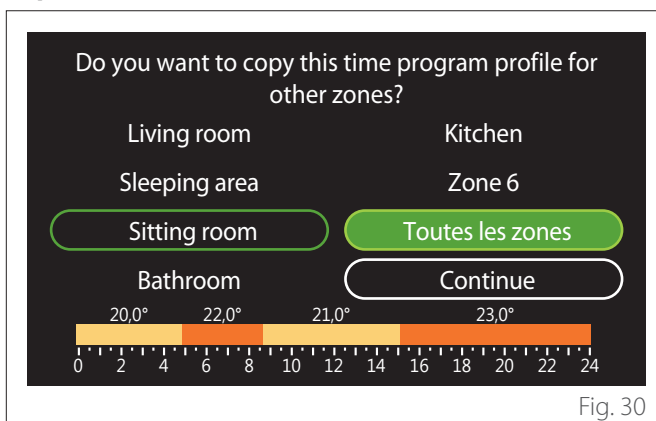 Do you want to copy this time program profile for
other zones?
Living room Kitchen
Sleeping area Zone 6
Sitting room Toutes les zones
Bathroom Continue
20,0° 22,0° 21,0° 23,0°
0 2 4 6 8 10 12 14 16 18 20 22 24
Fig. 30